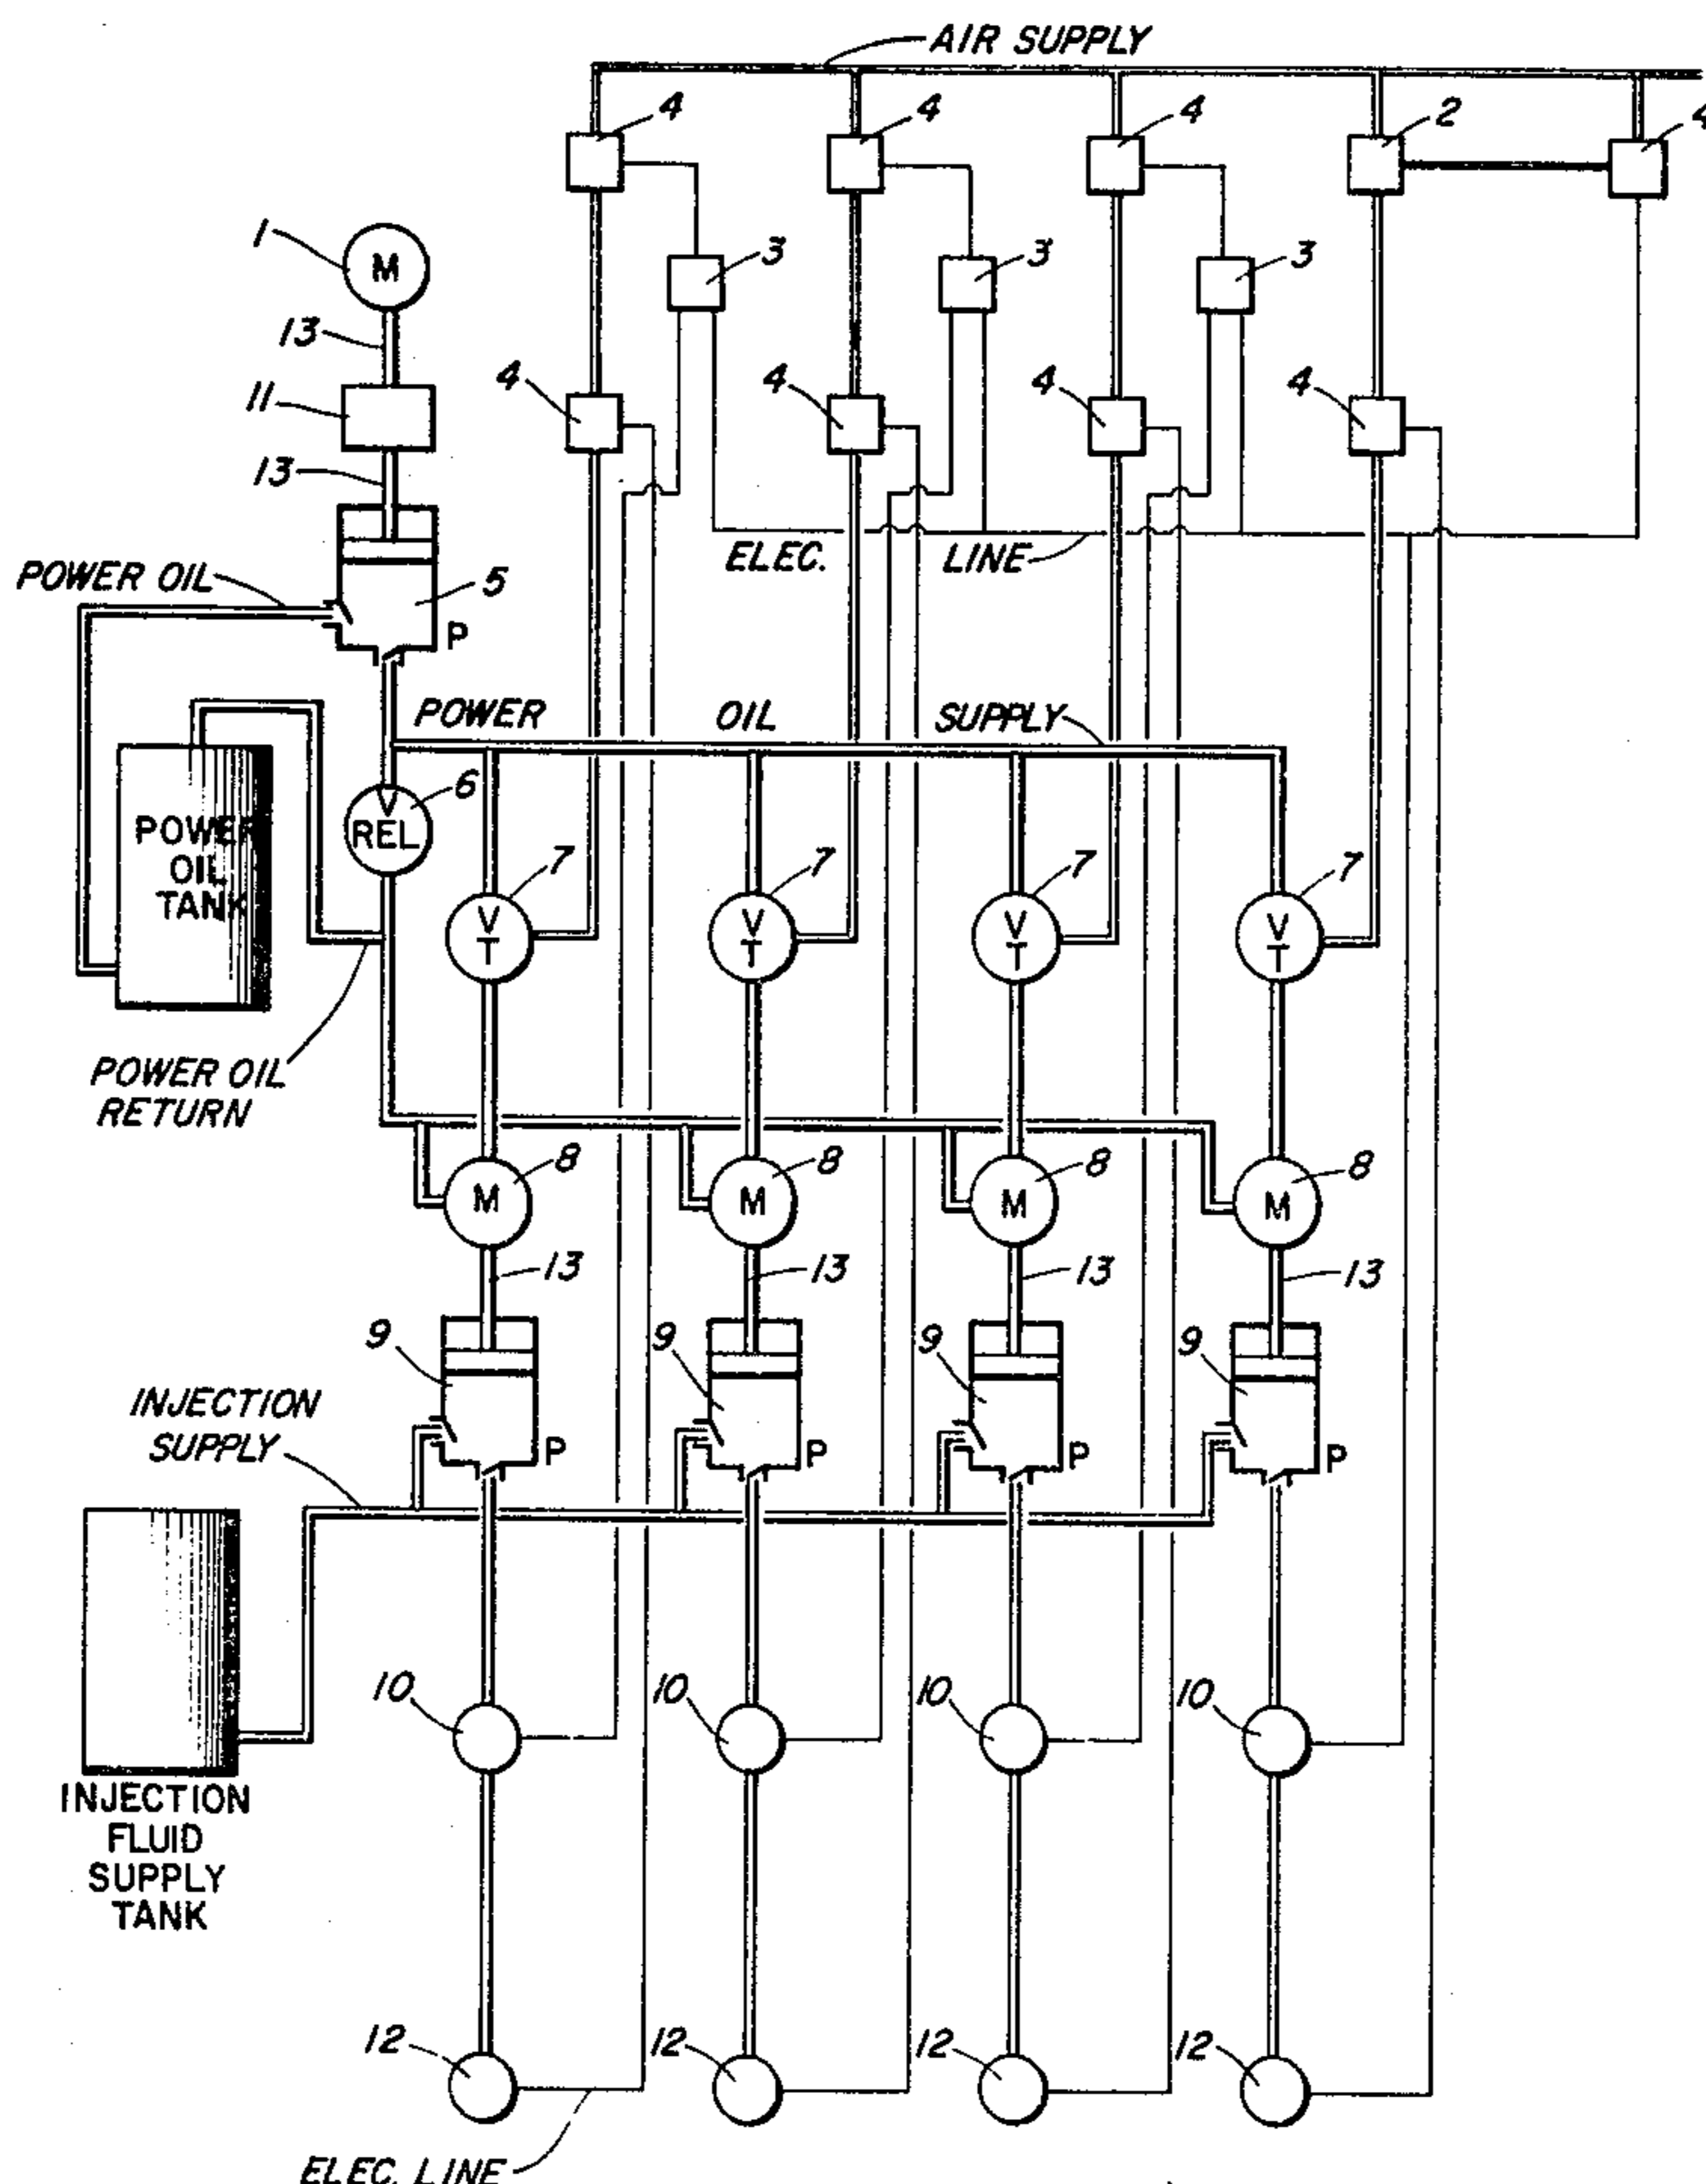 AIR SUPPLY
4 4 4 2 4
1 M
3 3 3
13
11
4 4 4 4
13
POWER OIL
5
ELEC. LINE
P
POWER OIL SUPPLY
6
V
REL
POWER
OIL
TANK
7 7 7 7
V V V V
T T T T
POWER OIL
RETURN
8 8 8 8
M M M M
13 13 13 13
9 9 9 9
INJECTION
SUPPLY
P P P P
10 10 10 10
INJECTION
FLUID
SUPPLY
TANK
12 12 12 12
ELEC. LINE